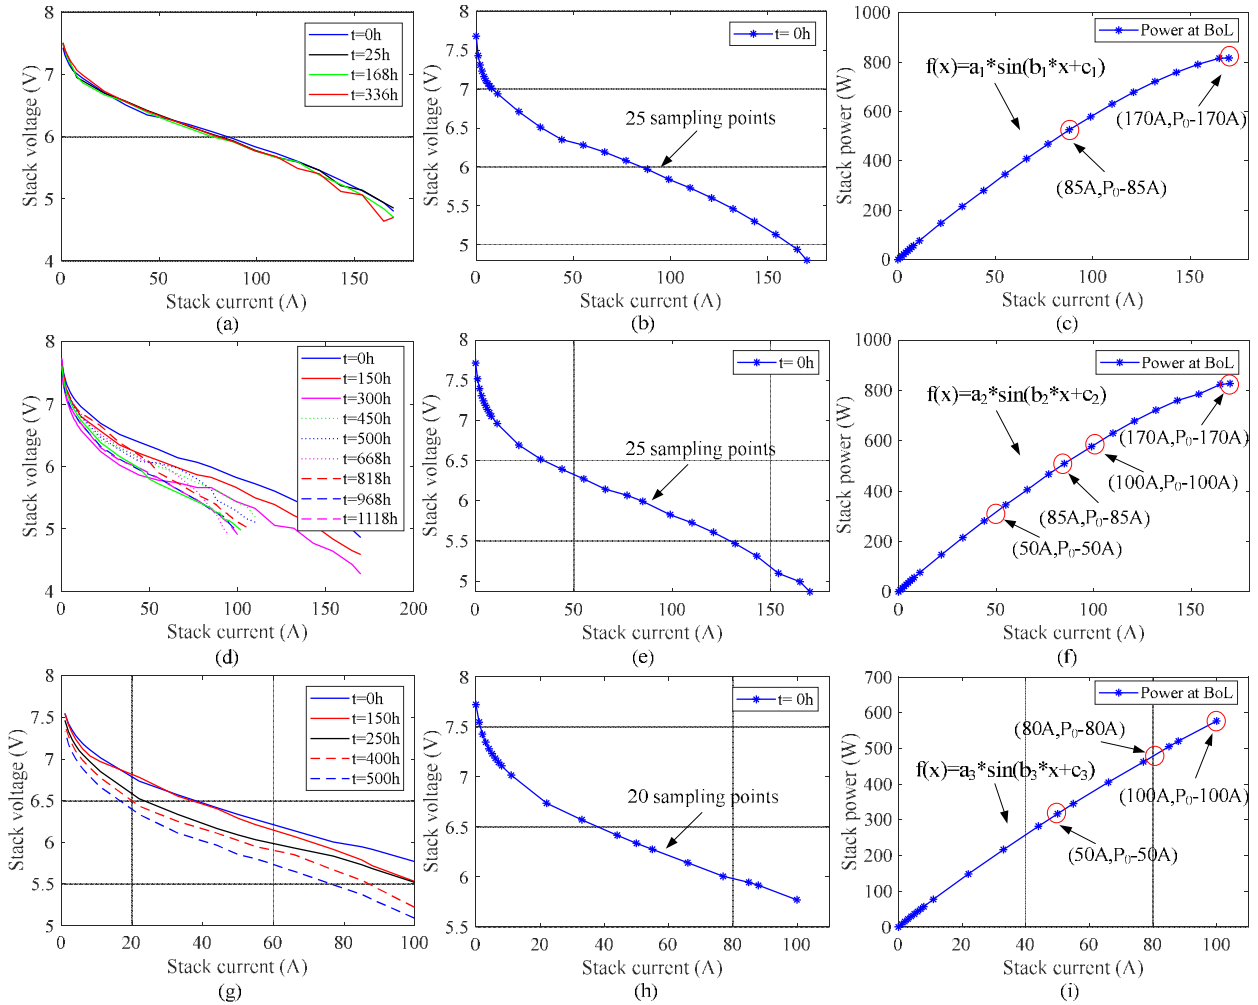 8
7
6
5
4
Stack voltage (V)
t=0h
t=25h
t=168h
t=336h
0
50
100
150
Stack current (A)
(a)
8
7.5
7
6.5
6
5.5
5
Stack voltage (V)
t= 0h
25 sampling points
0
50
100
150
Stack current (A)
(b)
1000
800
600
400
200
0
Stack power (W)
Power at BoL
f(x)=a1*sin(b1*x+c1)
(170A,P0-170A)
(85A,P0-85A)
0
50
100
150
Stack current (A)
(c)
8
7
6
5
4
Stack voltage (V)
t=0h
t=150h
t=300h
t=450h
t=500h
t=668h
t=818h
t=968h
t=1118h
0
50
100
150
200
Stack current (A)
(d)
8
7.5
7
6.5
6
5.5
5
Stack voltage (V)
t=0h
25 sampling points
0
50
100
150
Stack current (A)
(e)
1000
800
600
400
200
0
Stack power (W)
Power at BoL
f(x)=a2*sin(b2*x+c2)
(170A,P0-170A)
(100A,P0-100A)
(85A,P0-85A)
(50A,P0-50A)
0
50
100
150
Stack current (A)
(f)
8
7.5
7
6.5
6
5.5
5
Stack voltage (V)
t=0h
t=150h
t=250h
t=400h
t=500h
0
20
40
60
80
100
Stack current (A)
(g)
8
7.5
7
6.5
6
5.5
Stack voltage (V)
t=0h
20 sampling points
0
20
40
60
80
100
Stack current (A)
(h)
700
600
500
400
300
200
100
0
Stack power (W)
Power at BoL
(80A,P0-80A)
f(x)=a3*sin(b3*x+c3)
(100A,P0-100A)
(50A,P0-50A)
0
20
40
60
80
100
Stack current (A)
(i)